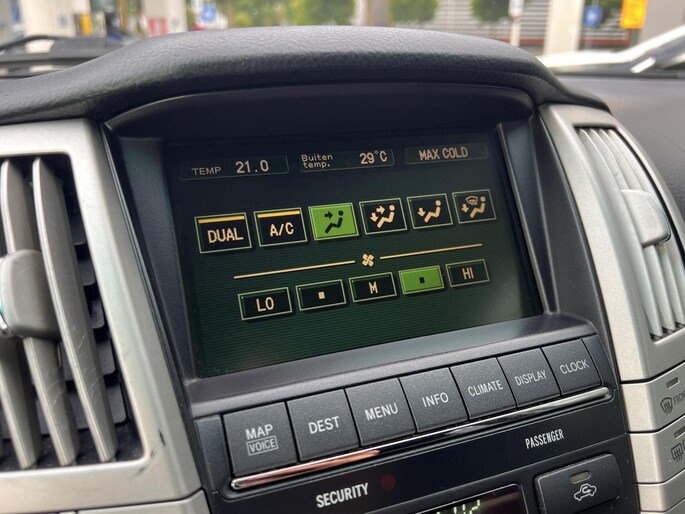 TEMP 21.0 Buiten temp. 29°C MAX COLD
DUAL A/C
LO M HI
MAP VOICE DEST MENU INFO CLIMATE DISPLAY CLOCK
PASSENGER
SECURITY